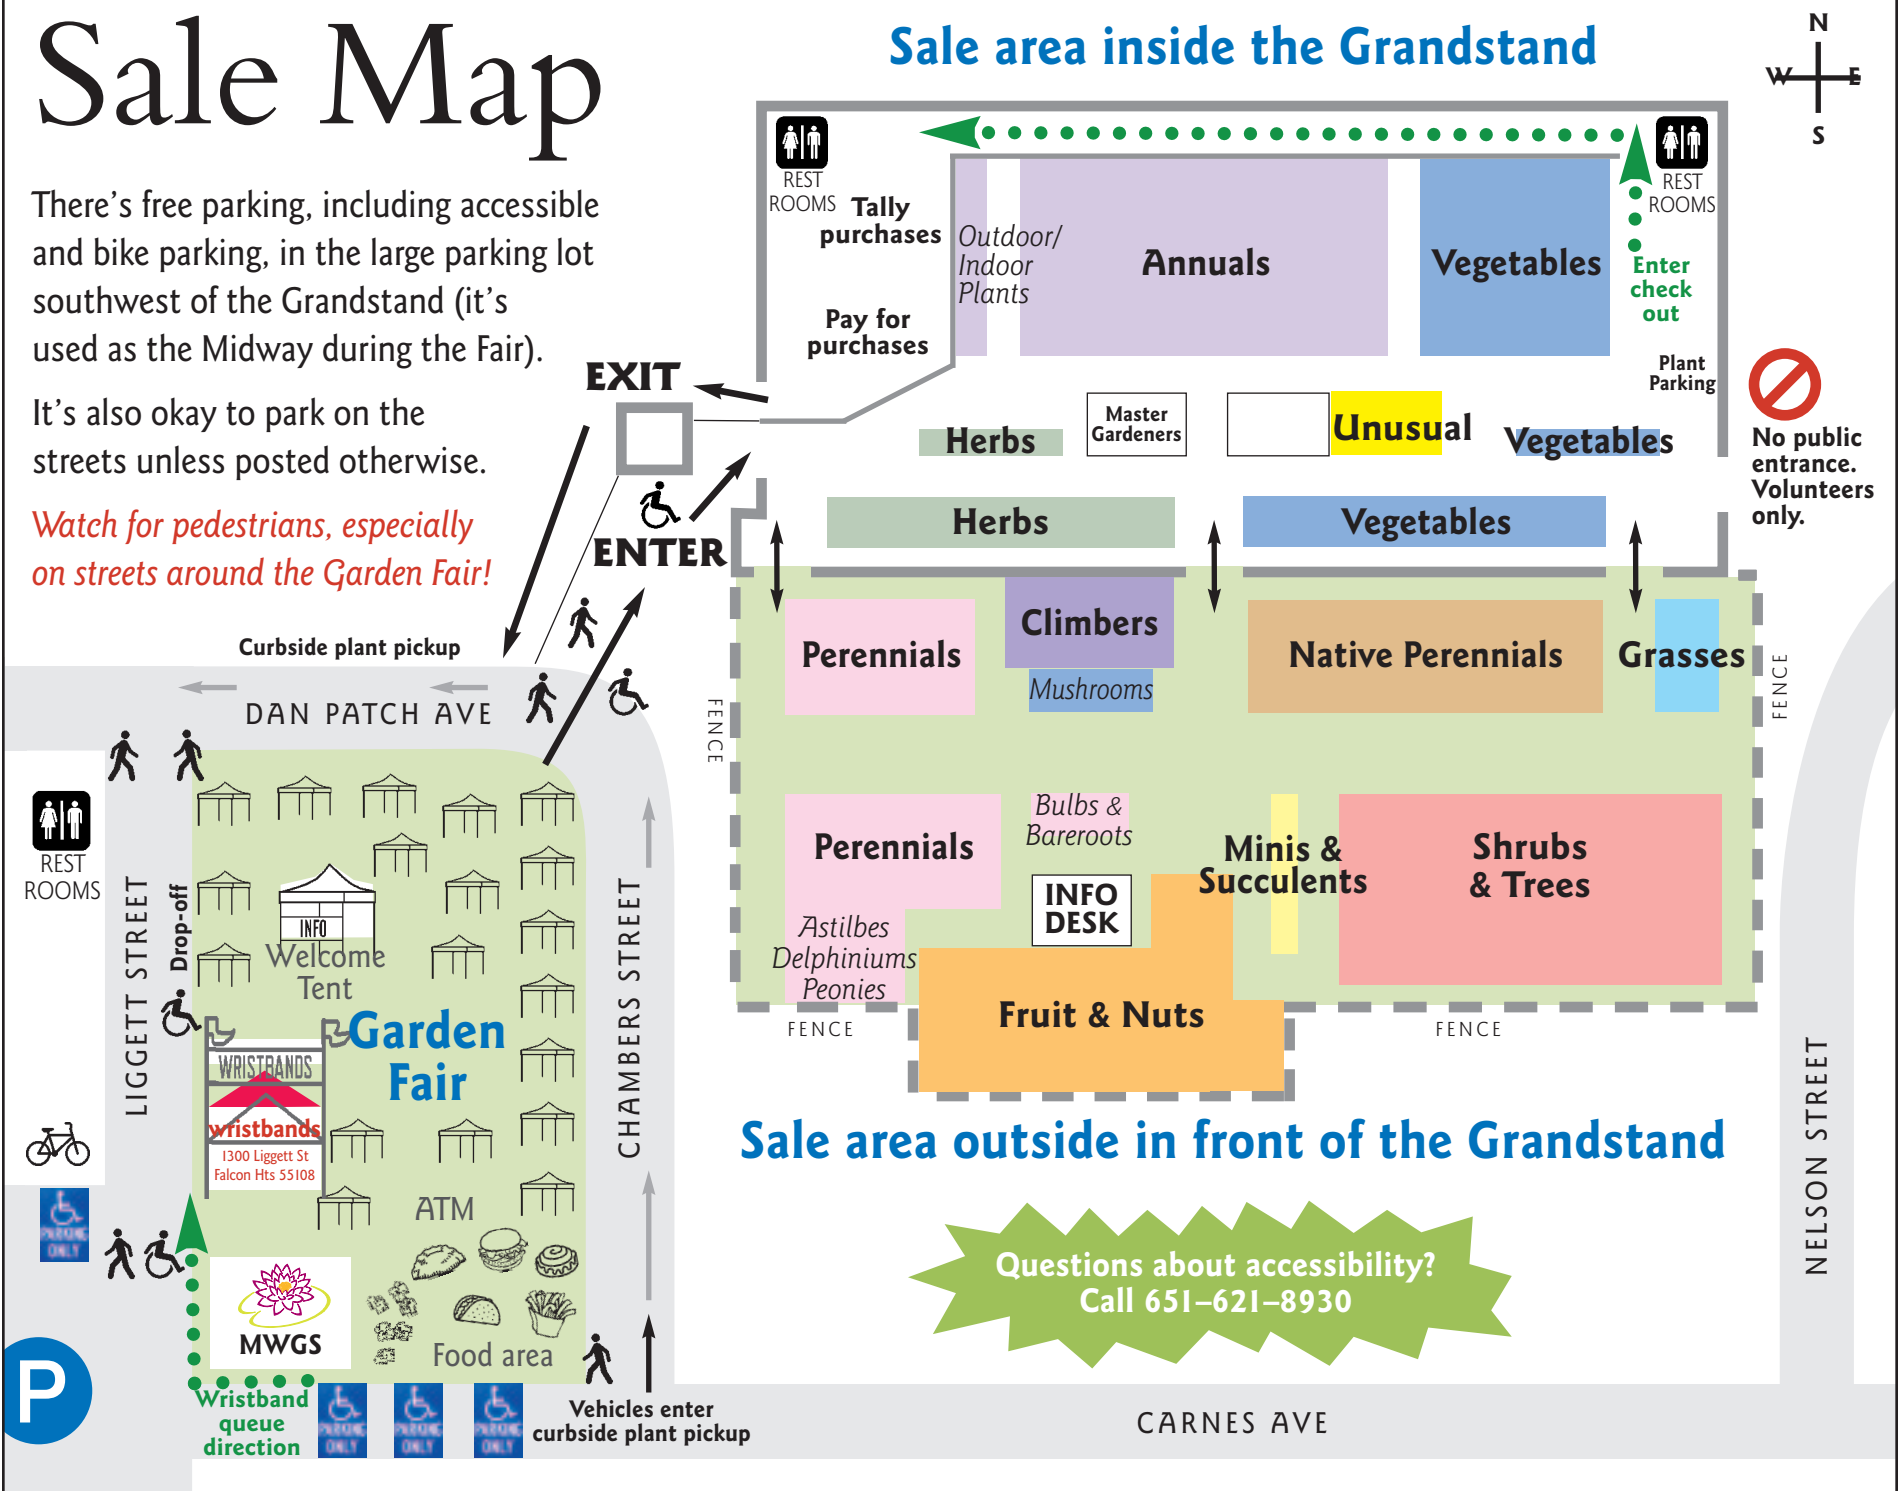 Sale Map
There's free parking, including accessible
and bike parking, in the large parking lot
southwest of the Grandstand (it's
used as the Midway during the Fair).
It's also okay to park on the
streets unless posted otherwise.
Watch for pedestrians, especially
on streets around the Garden Fair!
Sale area inside the Grandstand
N
W
E
S
REST
ROOMS
Tally
purchases
Pay for
purchases
Outdoor/
Indoor
Plants
Annuals
Vegetables
REST
ROOMS
Enter
check
out
Plant
Parking
No public
entrance.
Volunteers
only.
EXIT
ENTER
Herbs
Master
Gardeners
Unusual
Vegetables
Herbs
Vegetables
Perennials
Climbers
Mushrooms
Native Perennials
Grasses
FENCE
FENCE
Perennials
Astilbes
Delphiniums
Peonies
Bulbs &
Bareroots
INFO
DESK
Minis &
Succulents
Shrubs
& Trees
Fruit & Nuts
FENCE
FENCE
Sale area outside in front of the Grandstand
Questions about accessibility?
Call 651–621–8930
Curbside plant pickup
DAN PATCH AVE
REST
ROOMS
LIGGETT STREET
Drop-off
INFO
Welcome
Tent
Garden
Fair
WRISTBANDS
wristbands
1300 Liggett St
Falcon Hts 55108
CHAMBERS STREET
ATM
Food area
MWGS
PARKING
ONLY
P
Wristband
queue
direction
PARKING
ONLY
PARKING
ONLY
PARKING
ONLY
Vehicles enter
curbside plant pickup
CARNES AVE
NELSON STREET